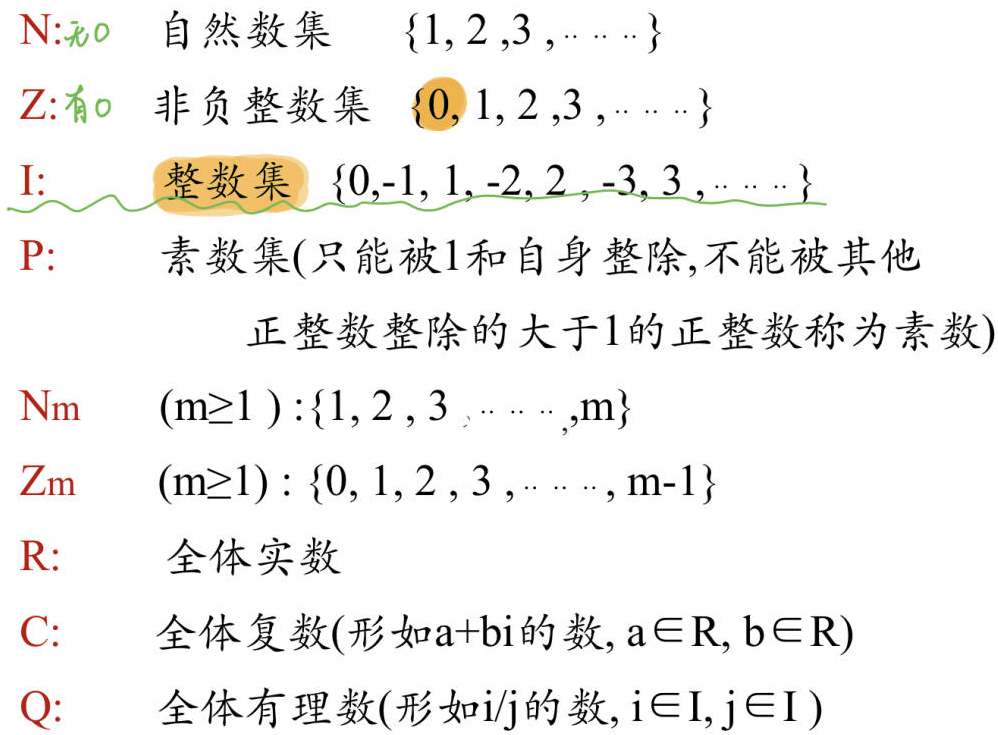 N:无0 自然数集 {1, 2 ,3 ,·· ·· ··}
Z:有0 非负整数集 {0, 1, 2 ,3 ,·· ·· ··}
I: 整数集 {0,-1, 1, -2, 2 , -3, 3 ,·· ·· ··}
P: 素数集(只能被1和自身整除,不能被其他
正整数整除的大于1的正整数称为素数)
Nm (m≥1 ) :{1, 2 , 3 , ·· ·· ··,m}
Zm (m≥1) : {0, 1, 2 , 3 ,·· ·· ··, m-1}
R: 全体实数
C: 全体复数(形如a+bi的数, a∈R, b∈R)
Q: 全体有理数(形如i/j的数, i∈I, j∈I )